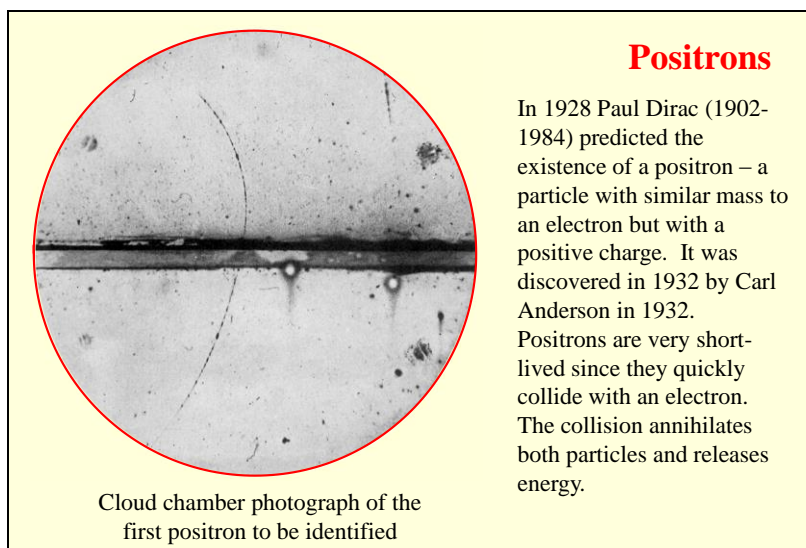 Positrons
In 1928 Paul Dirac (1902-
1984) predicted the
existence of a positron – a
particle with similar mass to
an electron but with a
positive charge.  It was
discovered in 1932 by Carl
Anderson in 1932.
Positrons are very short-
lived since they quickly
collide with an electron.
The collision annihilates
both particles and releases
energy.
Cloud chamber photograph of the
first positron to be identified